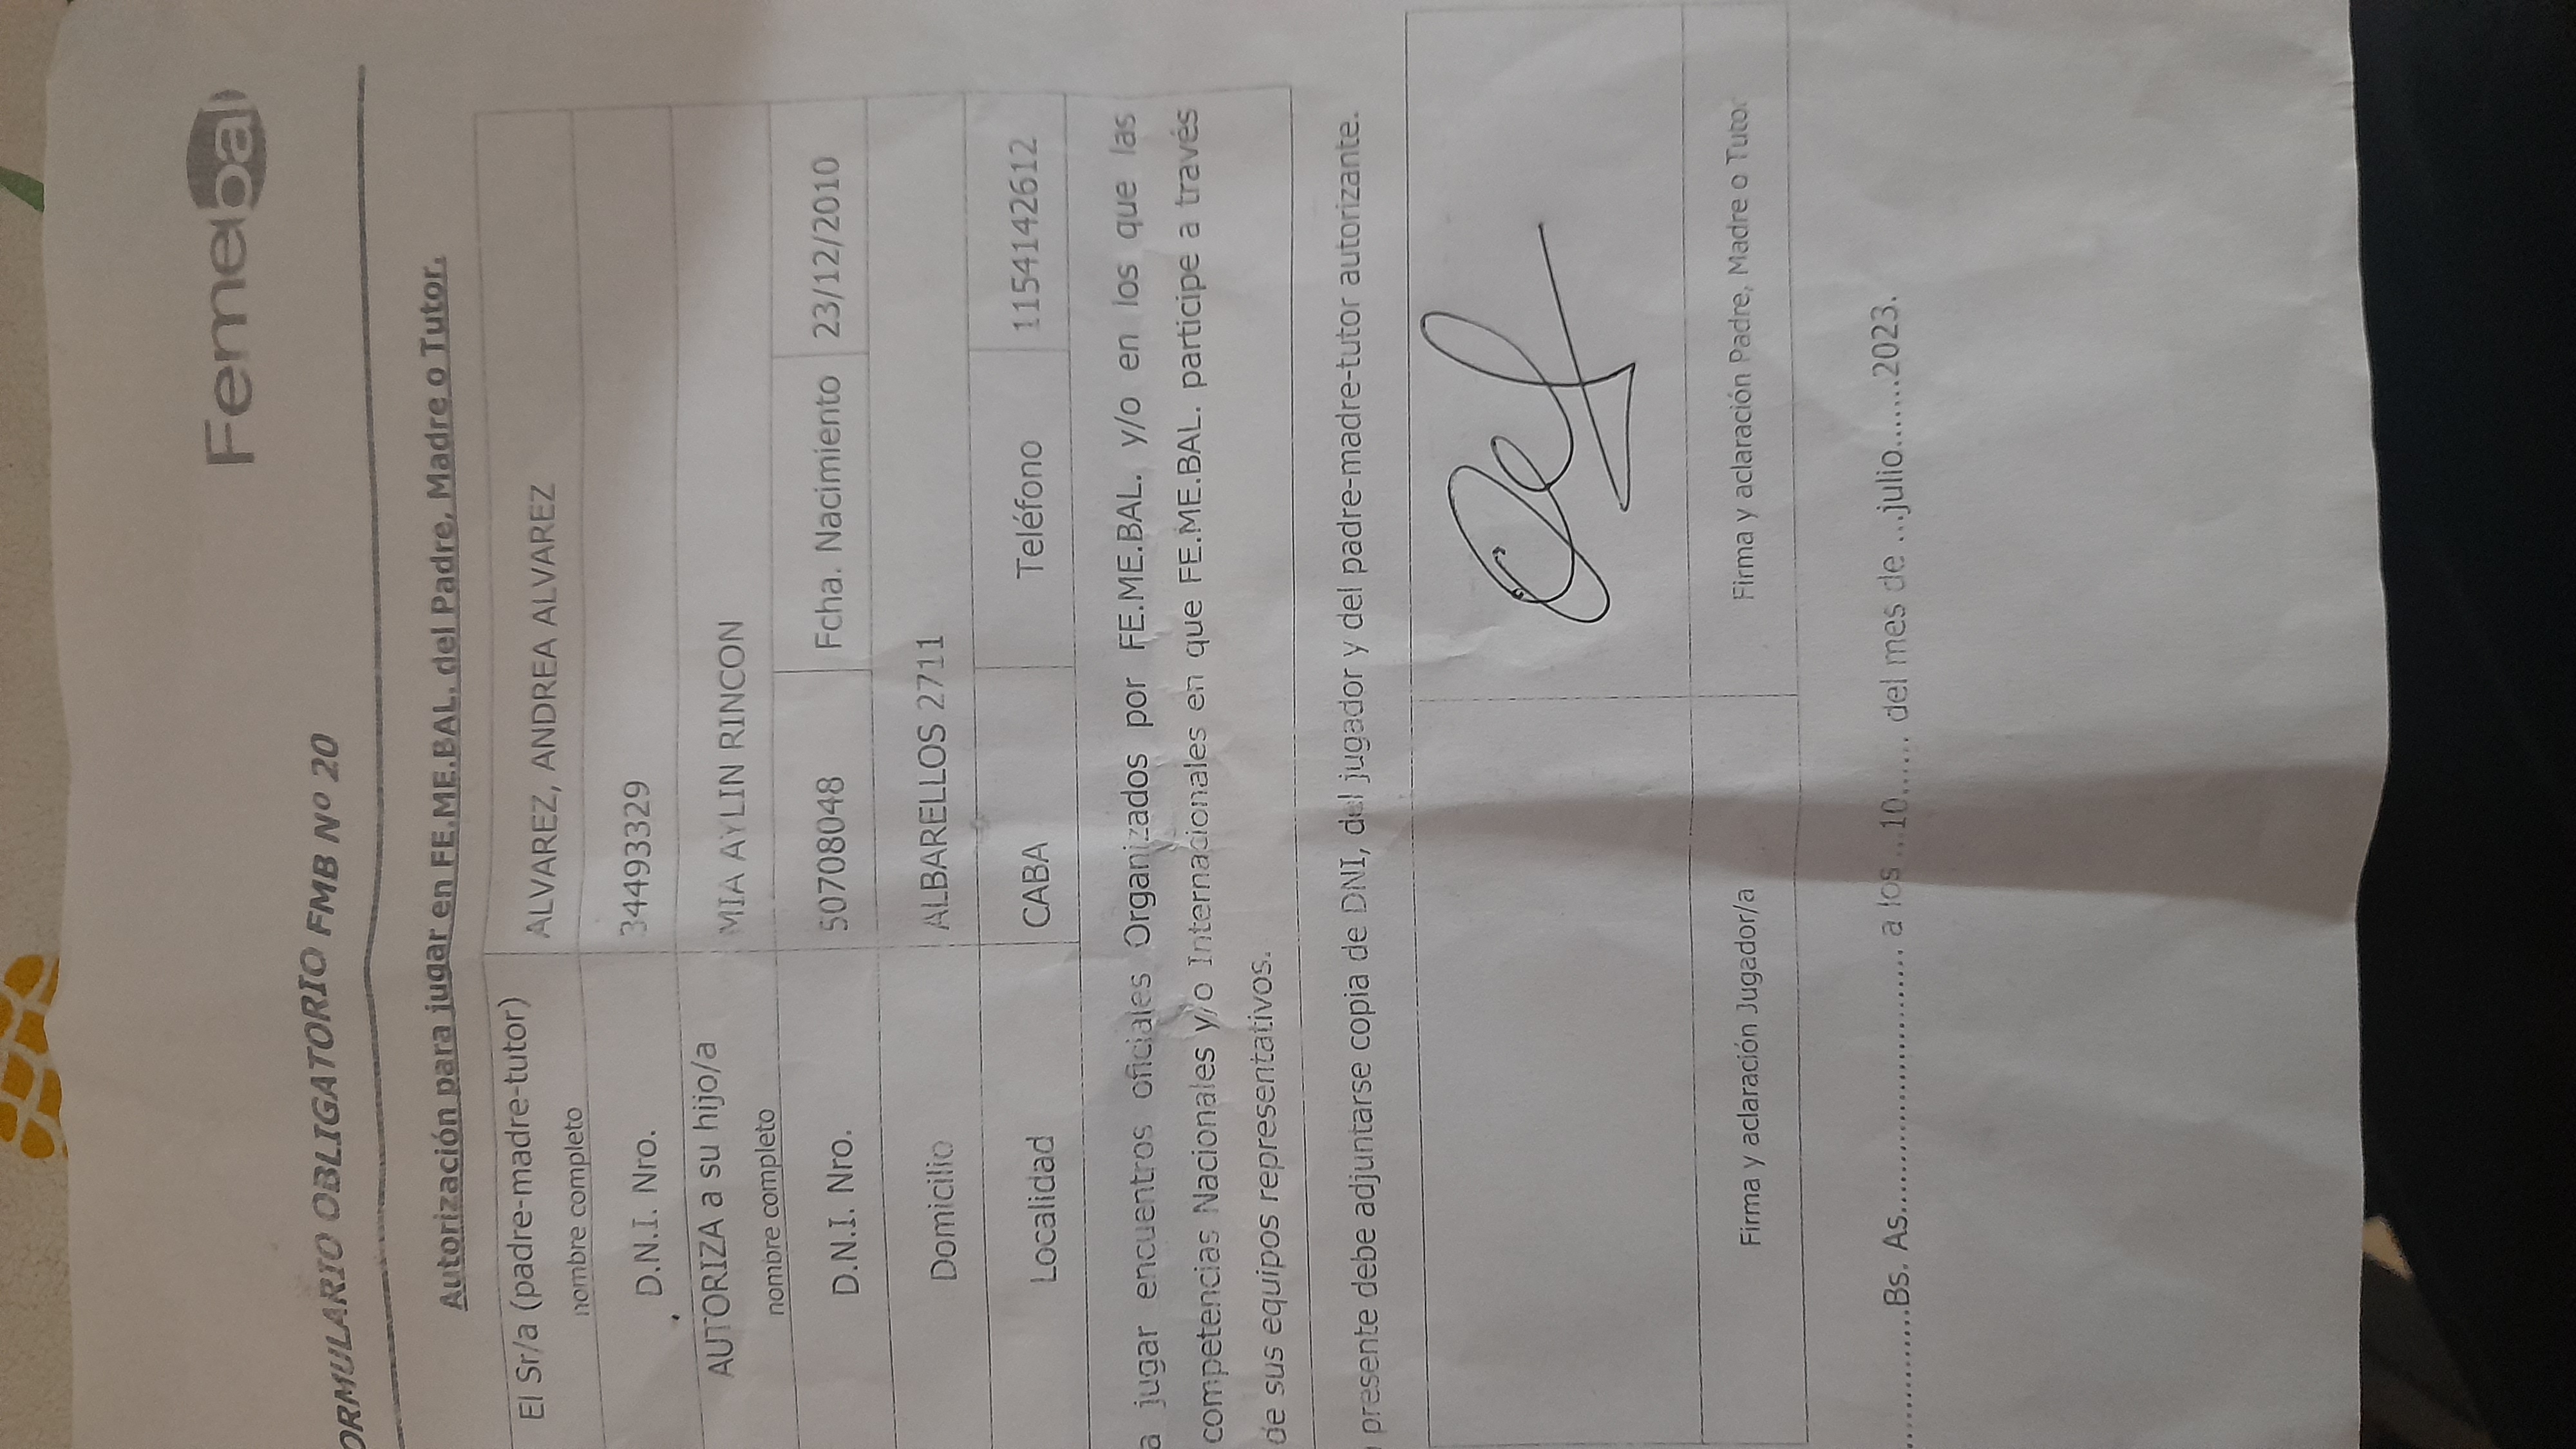 Femebal
ORMULARIO OBLIGATORIO FMB Nº 20
Autorización para jugar en FE.ME.BAL. del Padre, Madre o Tutor.
El Sr/a (padre-madre-tutor) nombre completo ALVAREZ, ANDREA ALVAREZ
D.N.I. Nro. 34493329
AUTORIZA a su hijo/a nombre completo MIA AYLIN RINCON
D.N.I. Nro. 50708048 Fcha. Nacimiento 23/12/2010
Domicilio ALBARELLOS 2711
Localidad CABA Teléfono 1154142612
a jugar encuentros oficiales Organizados por FE.ME.BAL. y/o en los que las
competencias Nacionales y/o Internacionales en que FE.ME.BAL. participe a través
de sus equipos representativos.
presente debe adjuntarse copia de DNI, del jugador y del padre-madre-tutor autorizante.
Firma y aclaración Jugador/a Firma y aclaración Padre, Madre o Tutor
............Bs. As.............................. a los ...10...... del mes de ...julio.......2023.